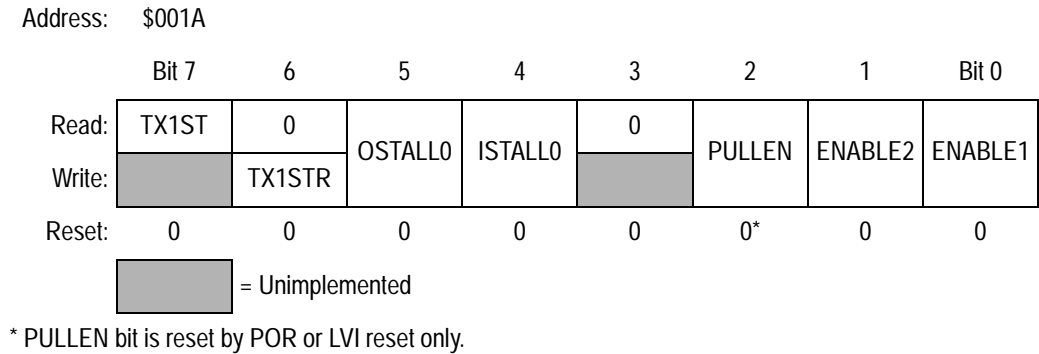 Address: $001A
Bit 7 6 5 4 3 2 1 Bit 0
Read: TX1ST 0 OSTALL0 ISTALL0 0 PULLEN ENABLE2 ENABLE1
Write: TX1STR
Reset: 0 0 0 0 0 0* 0 0
= Unimplemented
* PULLEN bit is reset by POR or LVI reset only.